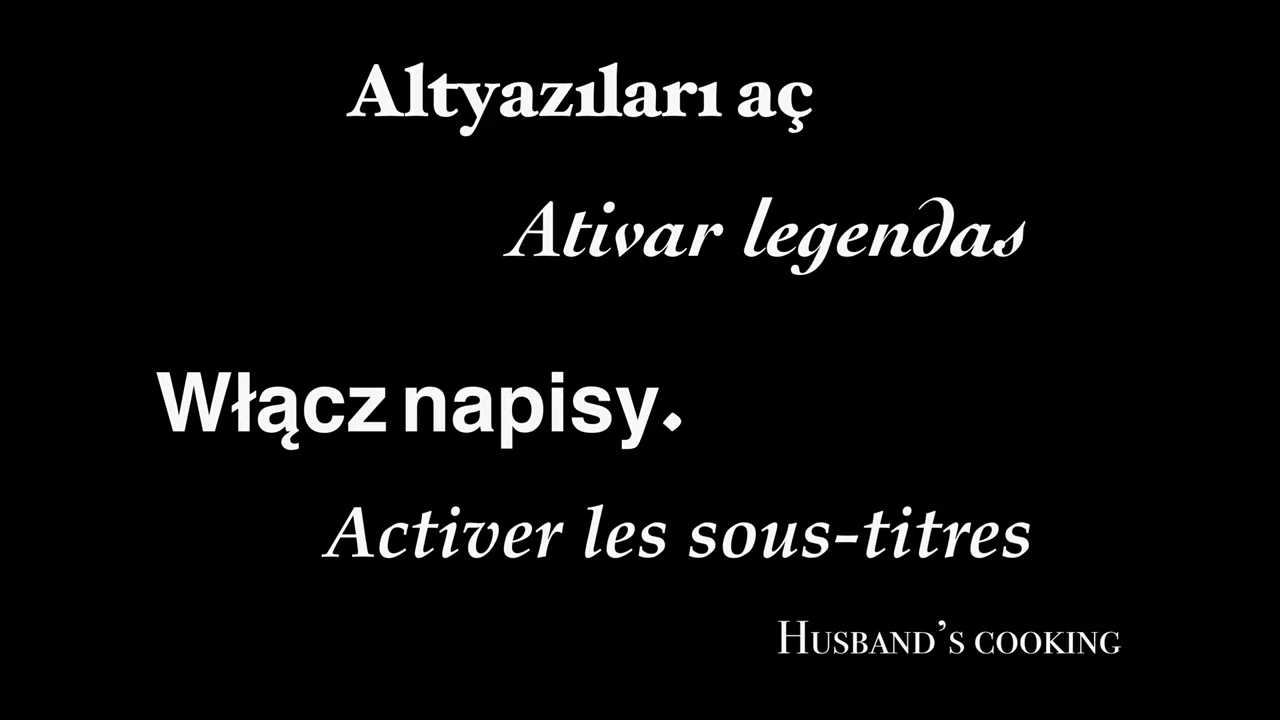 Altyazıları aç
Ativar legendas
Włącz napisy.
Activer les sous-titres
Husband’s cooking